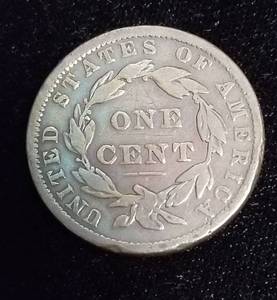 UNITED STATES OF AMERICA
ONE
CENT